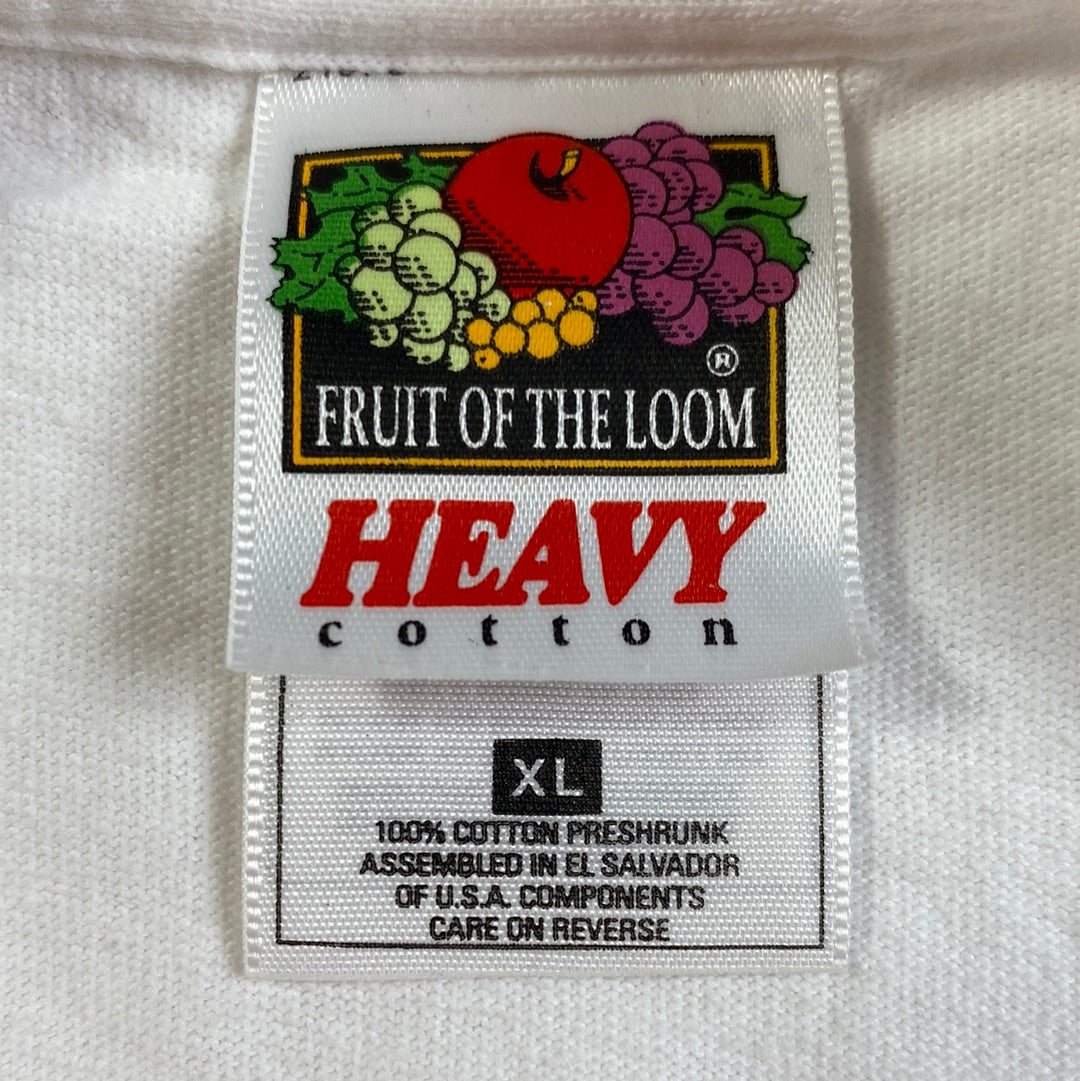 ®
FRUIT OF THE LOOM
HEAVY
cotton
XL
100% COTTON PRESHRUNK
ASSEMBLED IN EL SALVADOR
OF U.S.A. COMPONENTS
CARE ON REVERSE